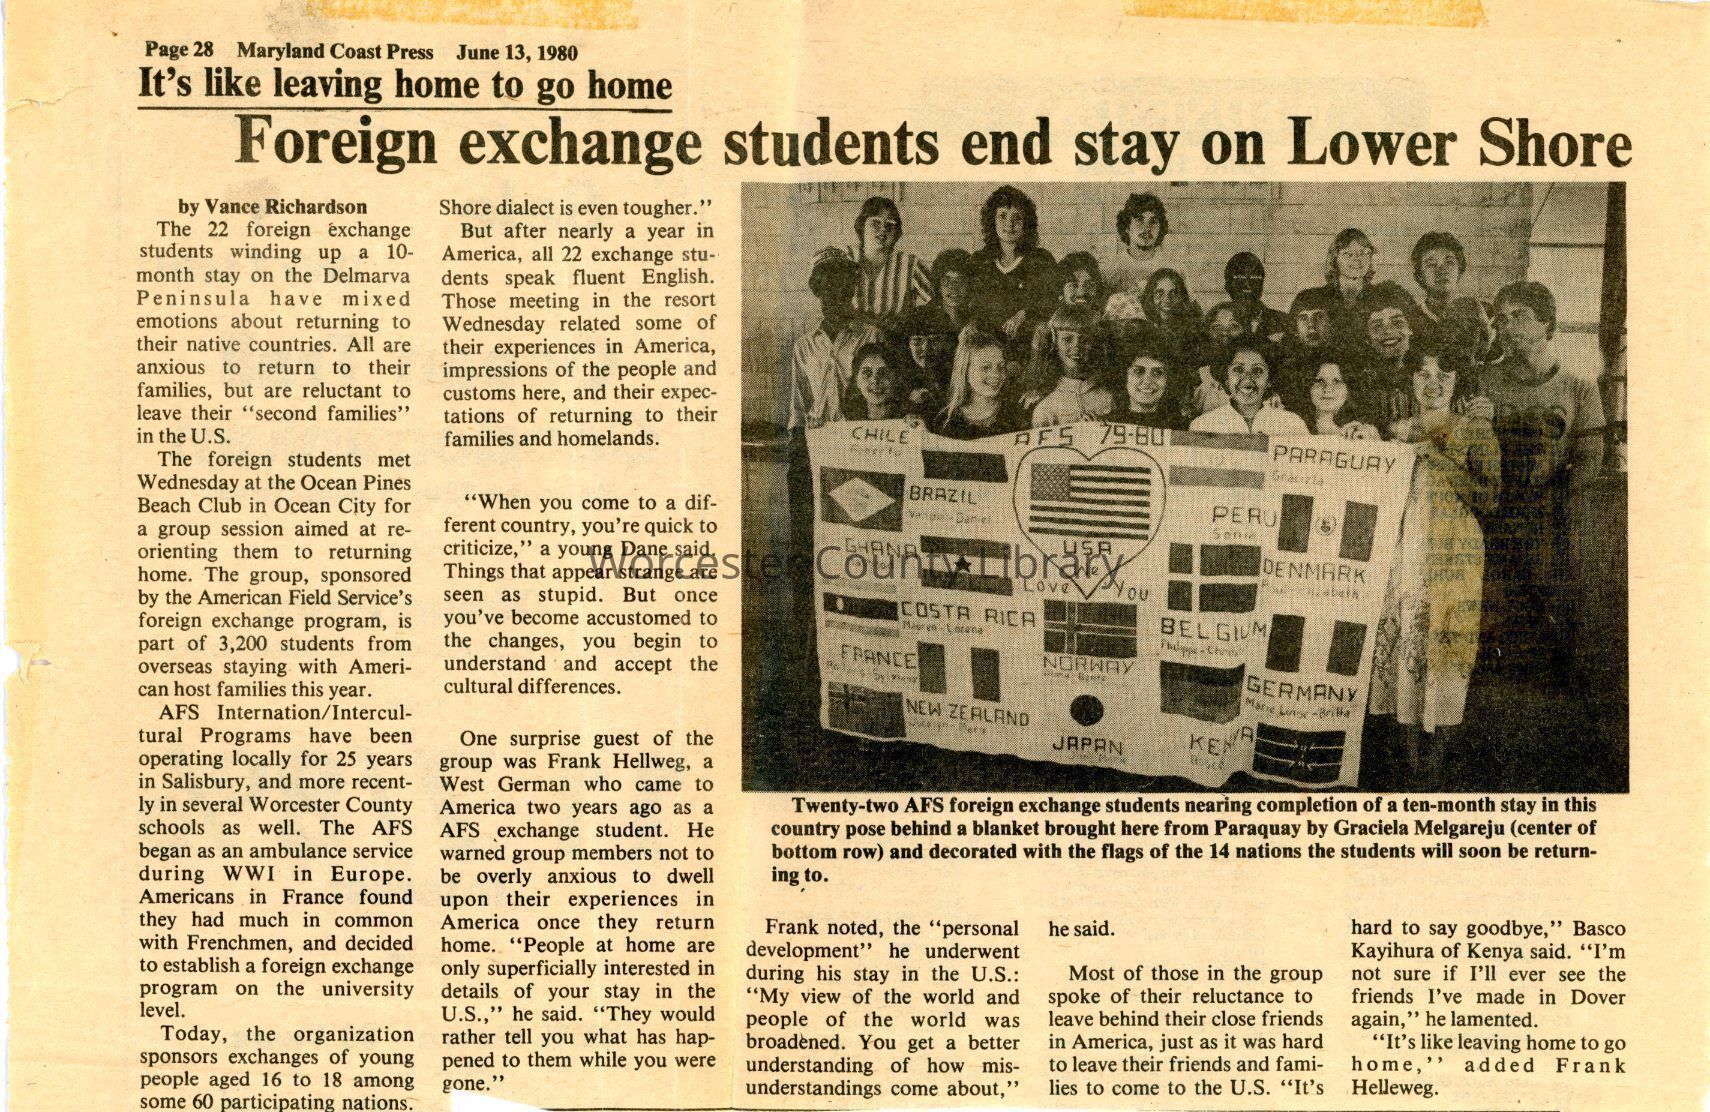 Page 28 Maryland Coast Press June 13, 1980
It's like leaving home to go home
Foreign exchange students end stay on Lower Shore
by Vance Richardson
The 22 foreign exchange
students winding up a 10-
month stay on the Delmarva
Peninsula have mixed
emotions about returning to
their native countries. All are
anxious to return to their
families, but are reluctant to
leave their "second families"
in the U.S.
The foreign students met
Wednesday at the Ocean Pines
Beach Club in Ocean City for
a group session aimed at re-
orienting them to returning
home. The group, sponsored
by the American Field Service's
foreign exchange program, is
part of 3,200 students from
overseas staying with Ameri-
can host families this year.
AFS Internation/Intercul-
tural Programs have been
operating locally for 25 years
in Salisbury, and more recent-
ly in several Worcester County
schools as well. The AFS
began as an ambulance service
during WWI in Europe.
Americans in France found
they had much in common
with Frenchmen, and decided
to establish a foreign exchange
program on the university
level.
Today, the organization
sponsors exchanges of young
people aged 16 to 18 among
some 60 participating nations.
Shore dialect is even tougher."
But after nearly a year in
America, all 22 exchange stu-
dents speak fluent English.
Those meeting in the resort
Wednesday related some of
their experiences in America,
impressions of the people and
customs here, and their expec-
tations of returning to their
families and homelands.
"When you come to a dif-
ferent country, you're quick to
criticize," a young Dane said.
Things that appear strange are
seen as stupid. But once
you've become accustomed to
the changes, you begin to
understand and accept the
cultural differences.
One surprise guest of the
group was Frank Hellweg, a
West German who came to
America two years ago as a
AFS exchange student. He
warned group members not to
be overly anxious to dwell
upon their experiences in
America once they return
home. "People at home are
only superficially interested in
details of your stay in the
U.S.," he said. "They would
rather tell you what has hap-
pened to them while you were
gone."
CHILE
AFS 79-80
PARAGUAY
Graciela
BRAZIL
PERU
Sonia
GHANA
USA
We
Love You
DENMARK
COSTA RICA
BELGIUM
FRANCE
NORWAY
GERMANY
NEW ZEALAND
JAPAN
KENYA
Worcester County Library
Twenty-two AFS foreign exchange students nearing completion of a ten-month stay in this
country pose behind a blanket brought here from Paraquay by Graciela Melgareju (center of
bottom row) and decorated with the flags of the 14 nations the students will soon be return-
ing to.
Frank noted, the "personal
development" he underwent
during his stay in the U.S.:
"My view of the world and
people of the world was
broadened. You get a better
understanding of how mis-
understandings come about,"
he said.
Most of those in the group
spoke of their reluctance to
leave behind their close friends
in America, just as it was hard
to leave their friends and fami-
lies to come to the U.S. "It's
hard to say goodbye," Basco
Kayihura of Kenya said. "I'm
not sure if I'll ever see the
friends I've made in Dover
again," he lamented.
"It's like leaving home to go
home," added Frank
Helleweg.